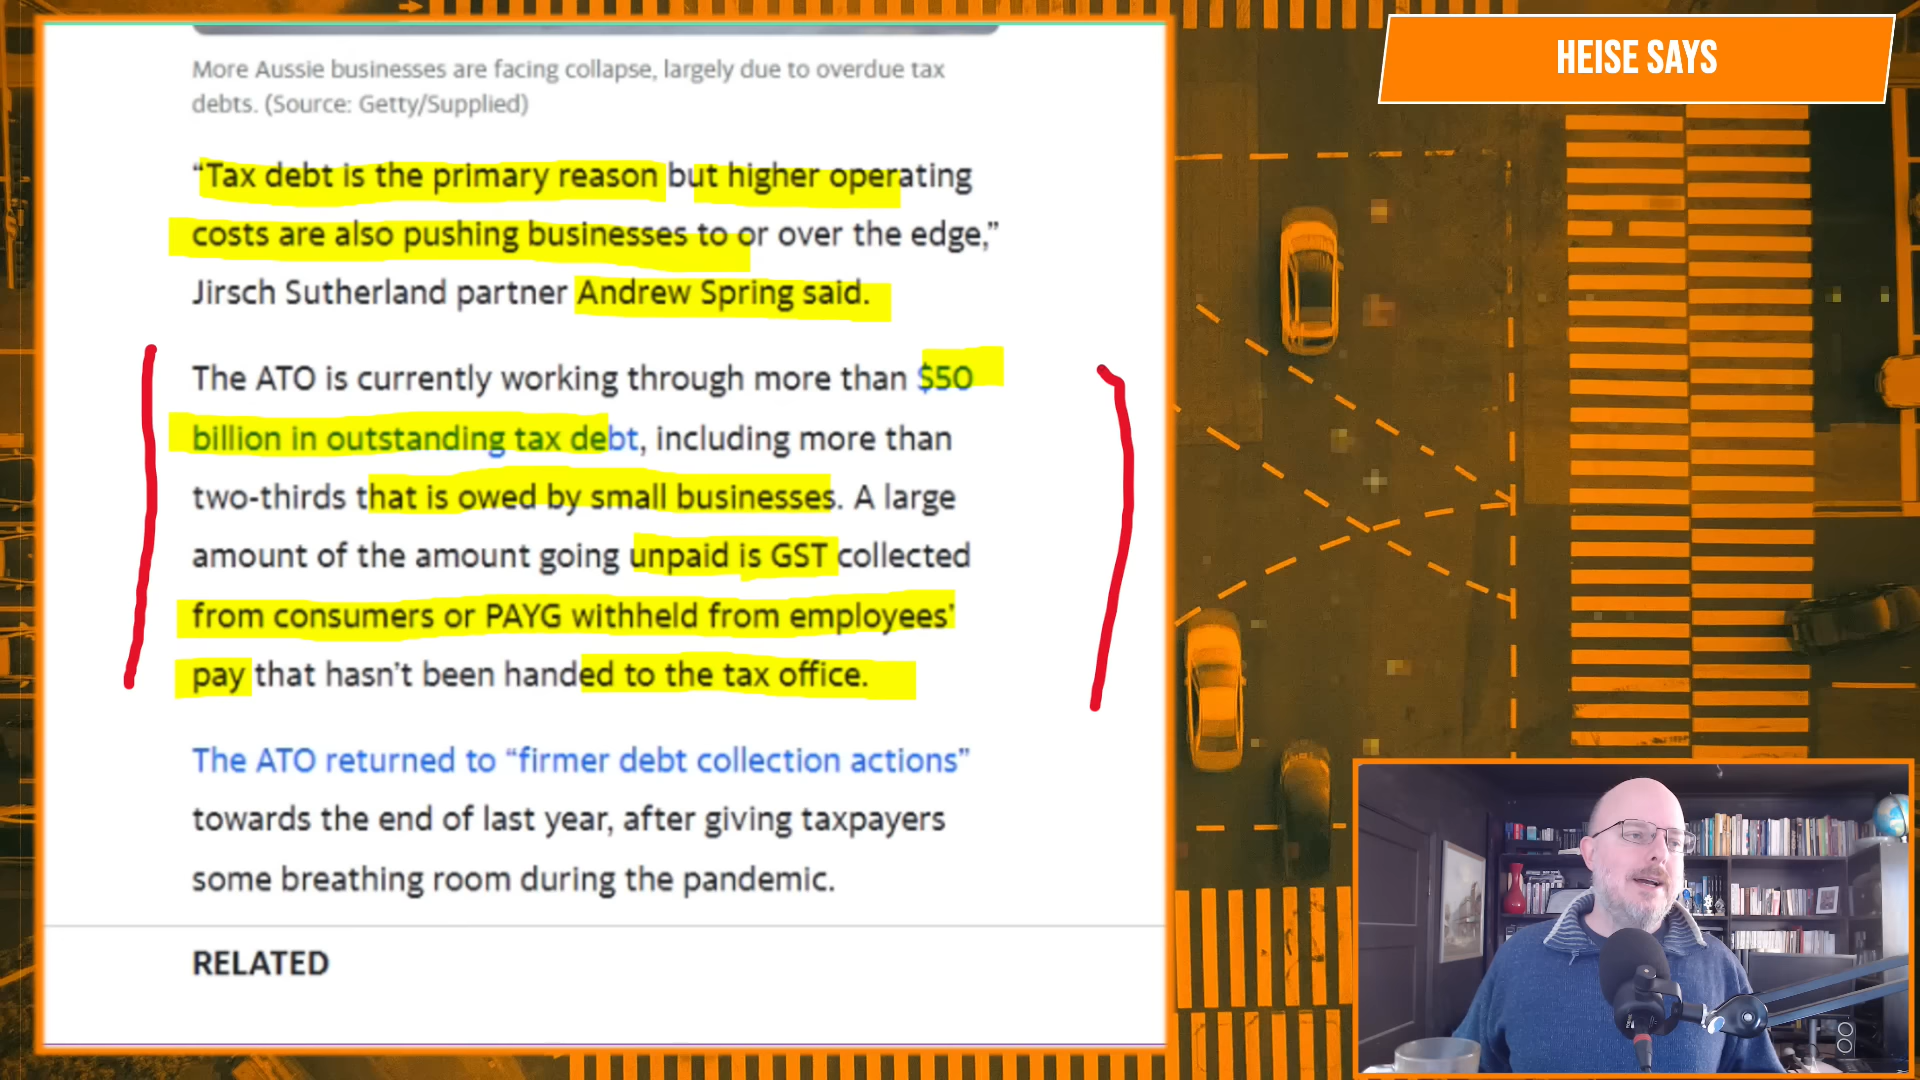 HEISE SAYS
More Aussie businesses are facing collapse, largely due to overdue tax
debts. (Source: Getty/Supplied)
“Tax debt is the primary reason but higher operating
costs are also pushing businesses to or over the edge,”
Jirsch Sutherland partner Andrew Spring said.
The ATO is currently working through more than $50
billion in outstanding tax debt, including more than
two-thirds that is owed by small businesses. A large
amount of the amount going unpaid is GST collected
from consumers or PAYG withheld from employees’
pay that hasn’t been handed to the tax office.
The ATO returned to “firmer debt collection actions”
towards the end of last year, after giving taxpayers
some breathing room during the pandemic.
RELATED